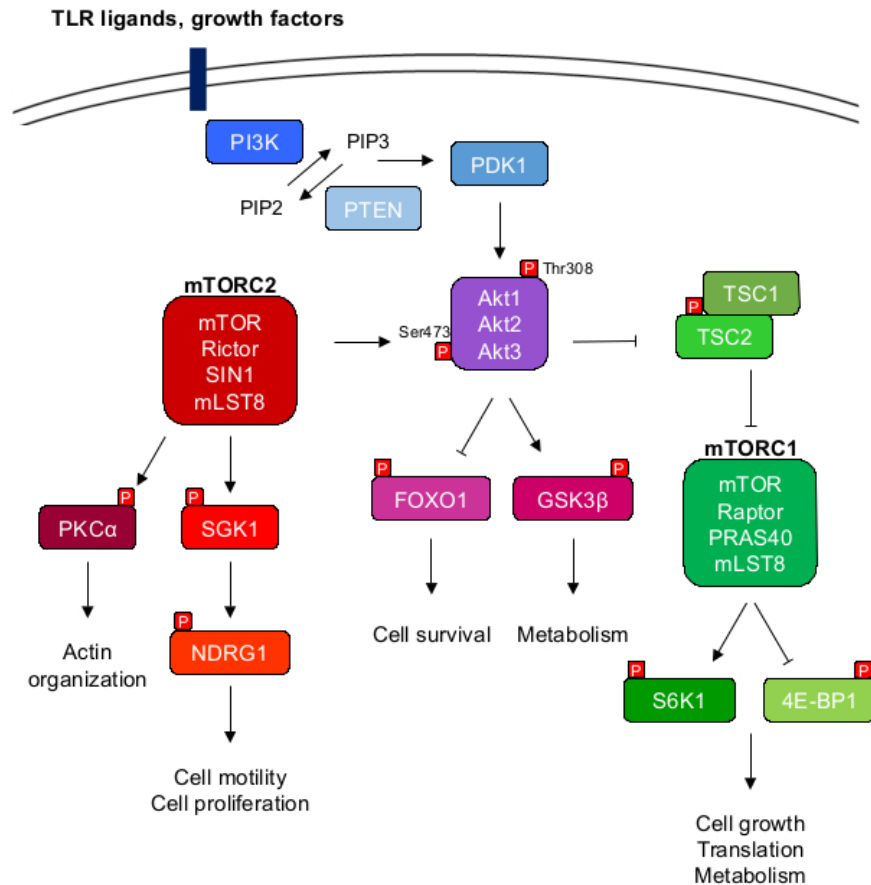 TLR ligands, growth factors
PI3K
PIP3
PDK1
PIP2
PTEN
mTORC2
mTOR
Rictor
SIN1
mLST8
P
Thr308
Akt1
Akt2
Akt3
Ser473
P
TSC1
P
TSC2
mTORC1
mTOR
Raptor
PRAS40
mLST8
P
PKCα
P
SGK1
P
FOXO1
P
GSK3β
Actin
organization
P
NDRG1
Cell survival
Metabolism
P
S6K1
P
4E-BP1
Cell motility
Cell proliferation
Cell growth
Translation
Metabolism